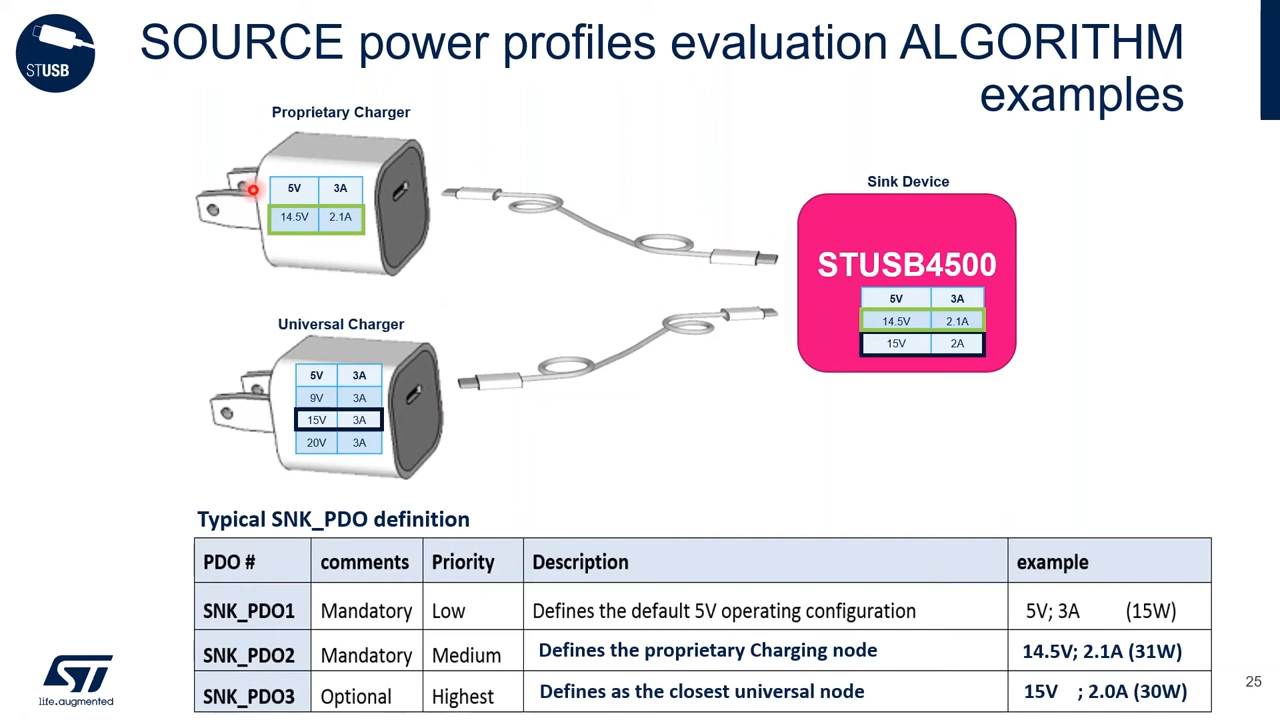 STUSB
SOURCE power profiles evaluation ALGORITHM
examples
Proprietary Charger
5V 3A
14.5V 2.1A
Universal Charger
5V 3A
9V 3A
15V 3A
20V 3A
Sink Device
STUSB4500
5V 3A
14.5V 2.1A
15V 2A
Typical SNK_PDO definition
PDO # comments Priority Description example
SNK_PDO1 Mandatory Low Defines the default 5V operating configuration 5V; 3A (15W)
SNK_PDO2 Mandatory Medium Defines the proprietary Charging node 14.5V; 2.1A (31W)
SNK_PDO3 Optional Highest Defines as the closest universal node 15V ; 2.0A (30W)
ST
life.augmented
25